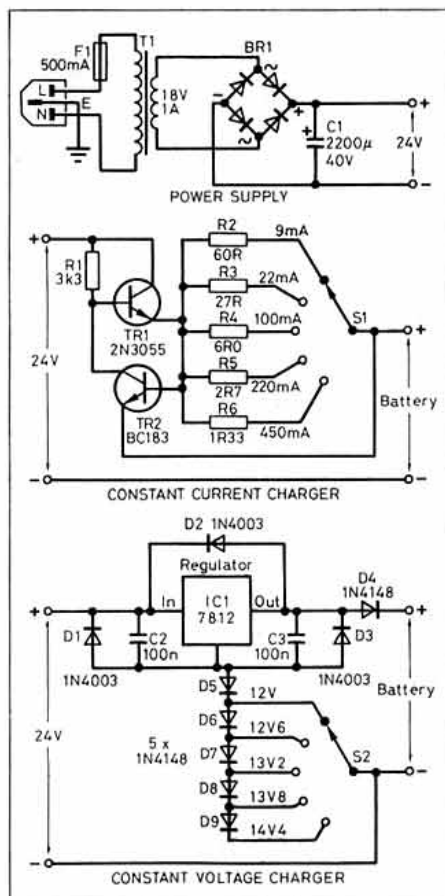 F1
500mA
T1
BR1
L
E
N
18V
1A
~
~
−
+
+
C1
2200µ
40V
+
24V
−
POWER SUPPLY
+
R1
3k3
TR1
2N3055
TR2
BC183
24V
R2
60R
9mA
R3
27R
22mA
R4
6R0
100mA
R5
2R7
220mA
R6
1R33
450mA
S1
+
Battery
−
−
CONSTANT CURRENT CHARGER
D2 1N4003
Regulator
In
IC1
7812
Out
D4
1N4148
+
+
D1
1N4003
C2
100n
C3
100n
D3
1N4003
Battery
24V
5 x
1N4148
D5
12V
D6
12V6
D7
13V2
D8
13V8
D9
14V4
S2
−
−
CONSTANT VOLTAGE CHARGER